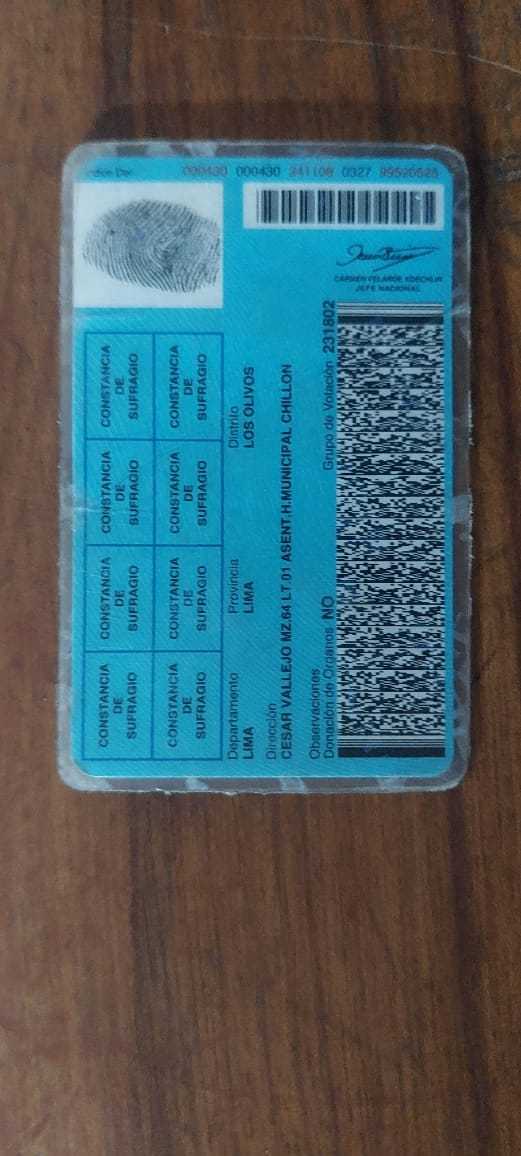 000430 000430 241108 0327 99520628
CARMEN VELARDE KOECHLIN
JEFE NACIONAL
CONSTANCIA DE SUFRAGIO
CONSTANCIA DE SUFRAGIO
CONSTANCIA DE SUFRAGIO
CONSTANCIA DE SUFRAGIO
CONSTANCIA DE SUFRAGIO
CONSTANCIA DE SUFRAGIO
CONSTANCIA DE SUFRAGIO
CONSTANCIA DE SUFRAGIO
Departamento Provincia Distrito
LIMA LIMA LOS OLIVOS
Dirección
CESAR VALLEJO MZ.64 LT 01 ASENT.H.MUNICIPAL CHILLON
Observaciones
Donación de Organos NO Grupo de Votación 231802